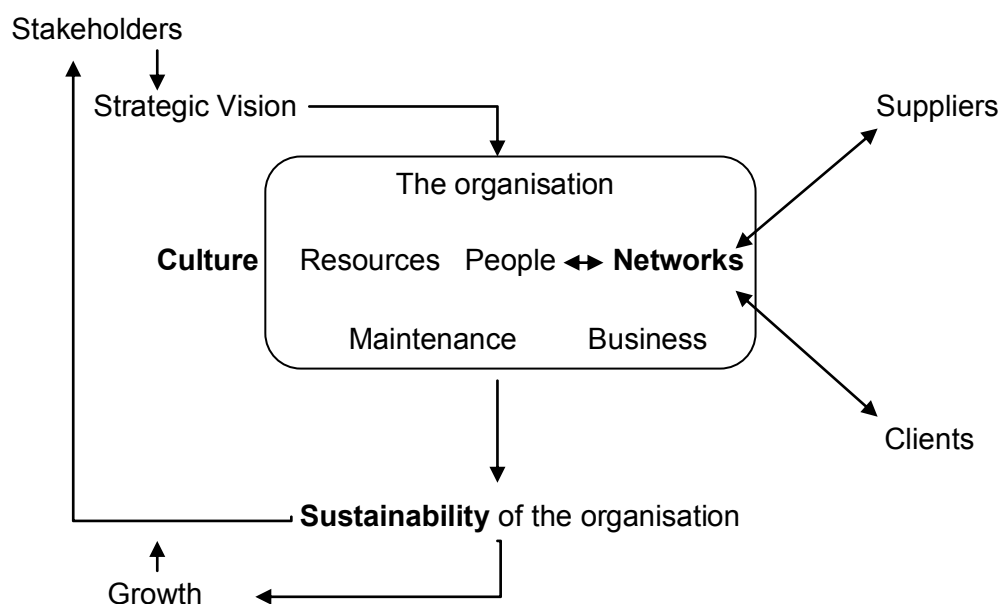 Stakeholders
Strategic Vision
Suppliers
The organisation
Culture
Resources People Networks
Maintenance Business
Clients
Sustainability of the organisation
Growth